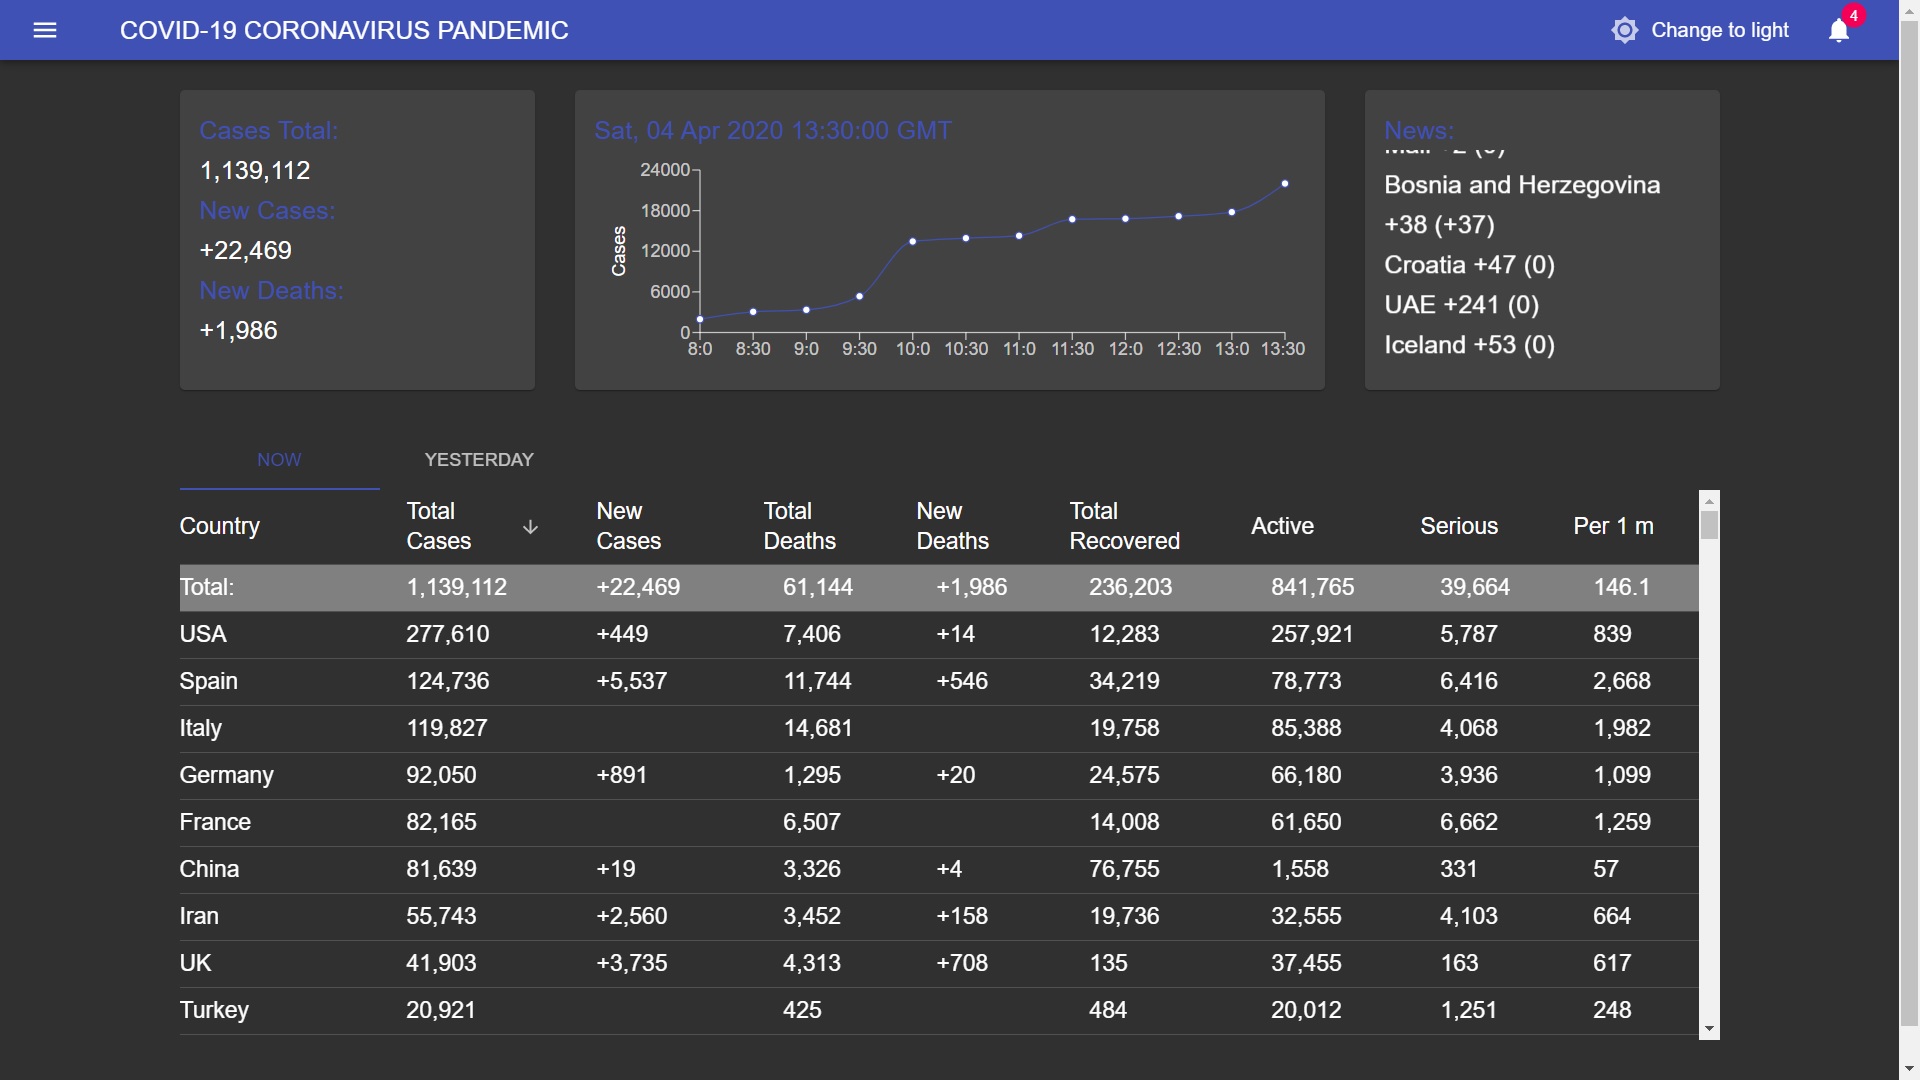 COVID-19 CORONAVIRUS PANDEMIC
Change to light
4
Cases Total:
1,139,112
New Cases:
+22,469
New Deaths:
+1,986
Sat, 04 Apr 2020 13:30:00 GMT
Cases
24000
18000
12000
6000
0
8:0 8:30 9:0 9:30 10:0 10:30 11:0 11:30 12:0 12:30 13:0 13:30
News:
Bosnia and Herzegovina
+38 (+37)
Croatia +47 (0)
UAE +241 (0)
Iceland +53 (0)
NOW YESTERDAY
Country Total Cases New Cases Total Deaths New Deaths Total Recovered Active Serious Per 1 m
Total: 1,139,112 +22,469 61,144 +1,986 236,203 841,765 39,664 146.1
USA 277,610 +449 7,406 +14 12,283 257,921 5,787 839
Spain 124,736 +5,537 11,744 +546 34,219 78,773 6,416 2,668
Italy 119,827 14,681 19,758 85,388 4,068 1,982
Germany 92,050 +891 1,295 +20 24,575 66,180 3,936 1,099
France 82,165 6,507 14,008 61,650 6,662 1,259
China 81,639 +19 3,326 +4 76,755 1,558 331 57
Iran 55,743 +2,560 3,452 +158 19,736 32,555 4,103 664
UK 41,903 +3,735 4,313 +708 135 37,455 163 617
Turkey 20,921 425 484 20,012 1,251 248